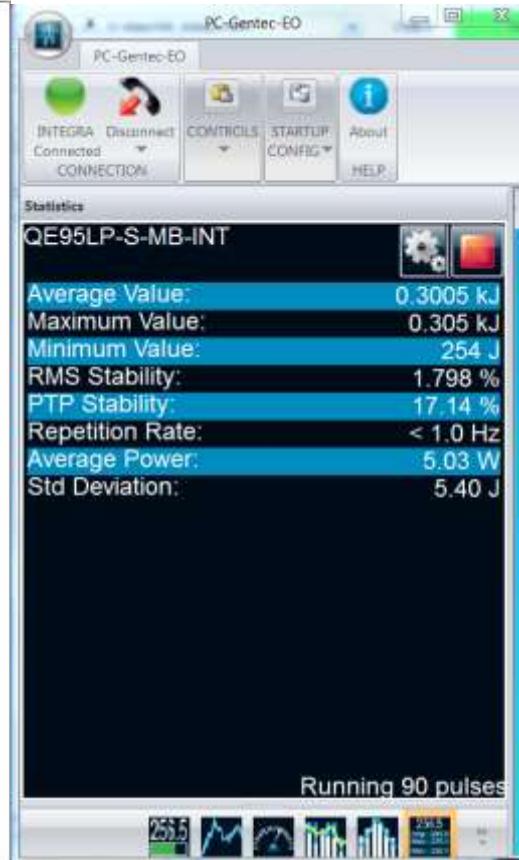 PC-Gentec-EO
PC-Gentec-EO
INTEGRA Disconnect CONTROLS STARTUP About
Connected CONFIG
CONNECTION HELP
Statistics
QE95LP-S-MB-INT
Average Value: 0.3005 kJ
Maximum Value: 0.305 kJ
Minimum Value: 254 J
RMS Stability: 1.798 %
PTP Stability: 17.14 %
Repetition Rate: < 1.0 Hz
Average Power: 5.03 W
Std Deviation: 5.40 J
Running 90 pulses
256.5
256.5